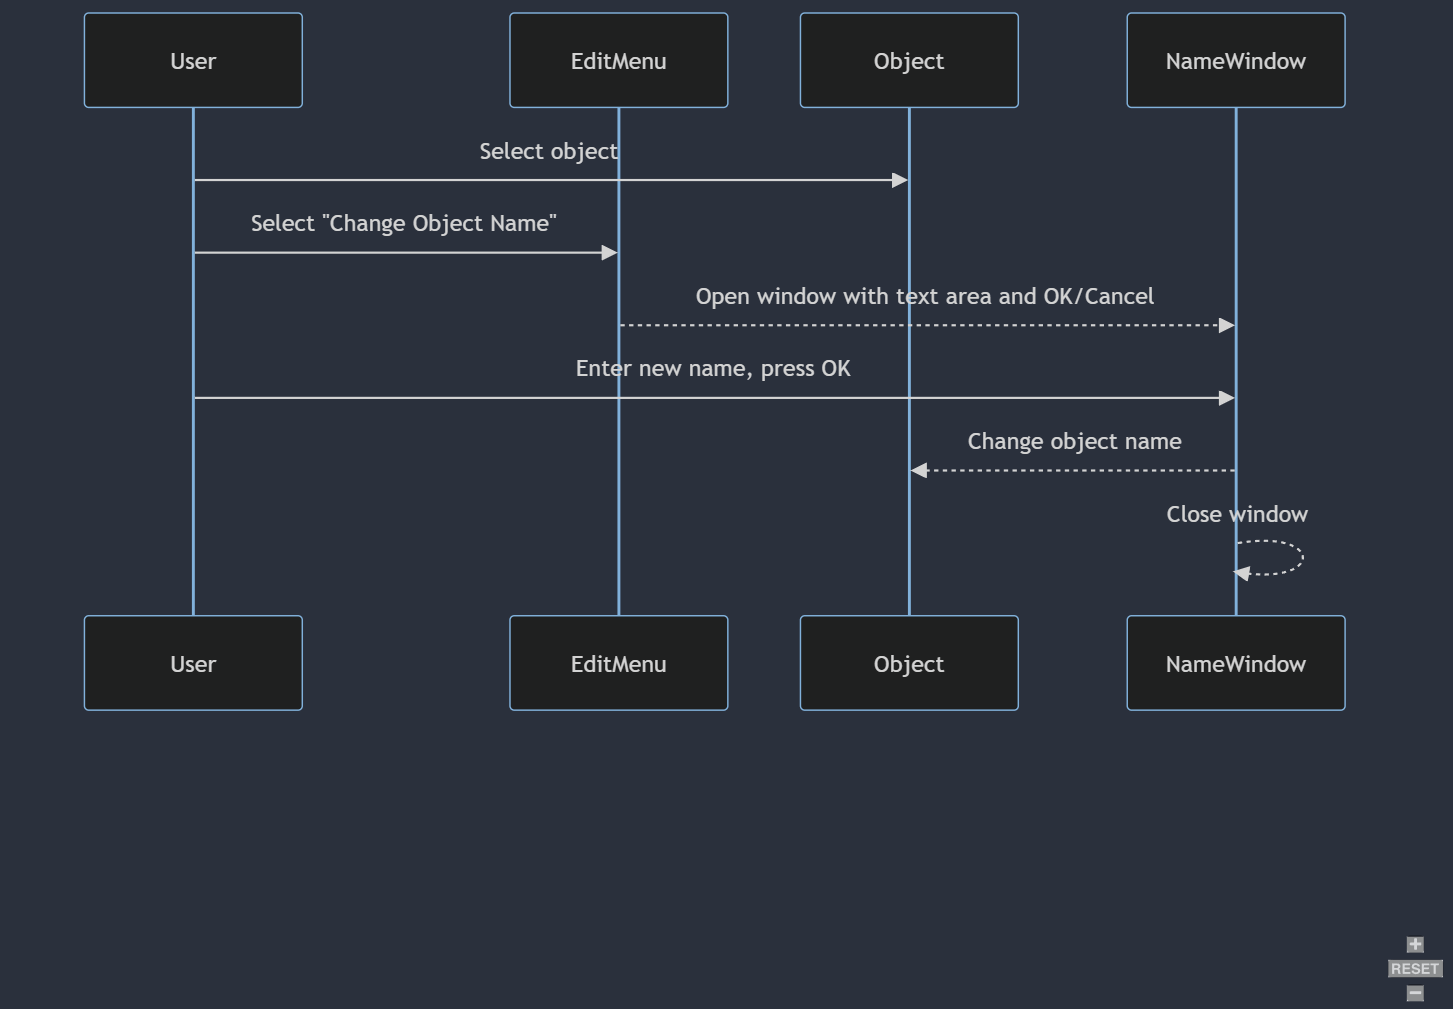 User
EditMenu
Object
NameWindow
Select object
Select "Change Object Name"
Open window with text area and OK/Cancel
Enter new name, press OK
Change object name
Close window
User
EditMenu
Object
NameWindow
+
RESET
−